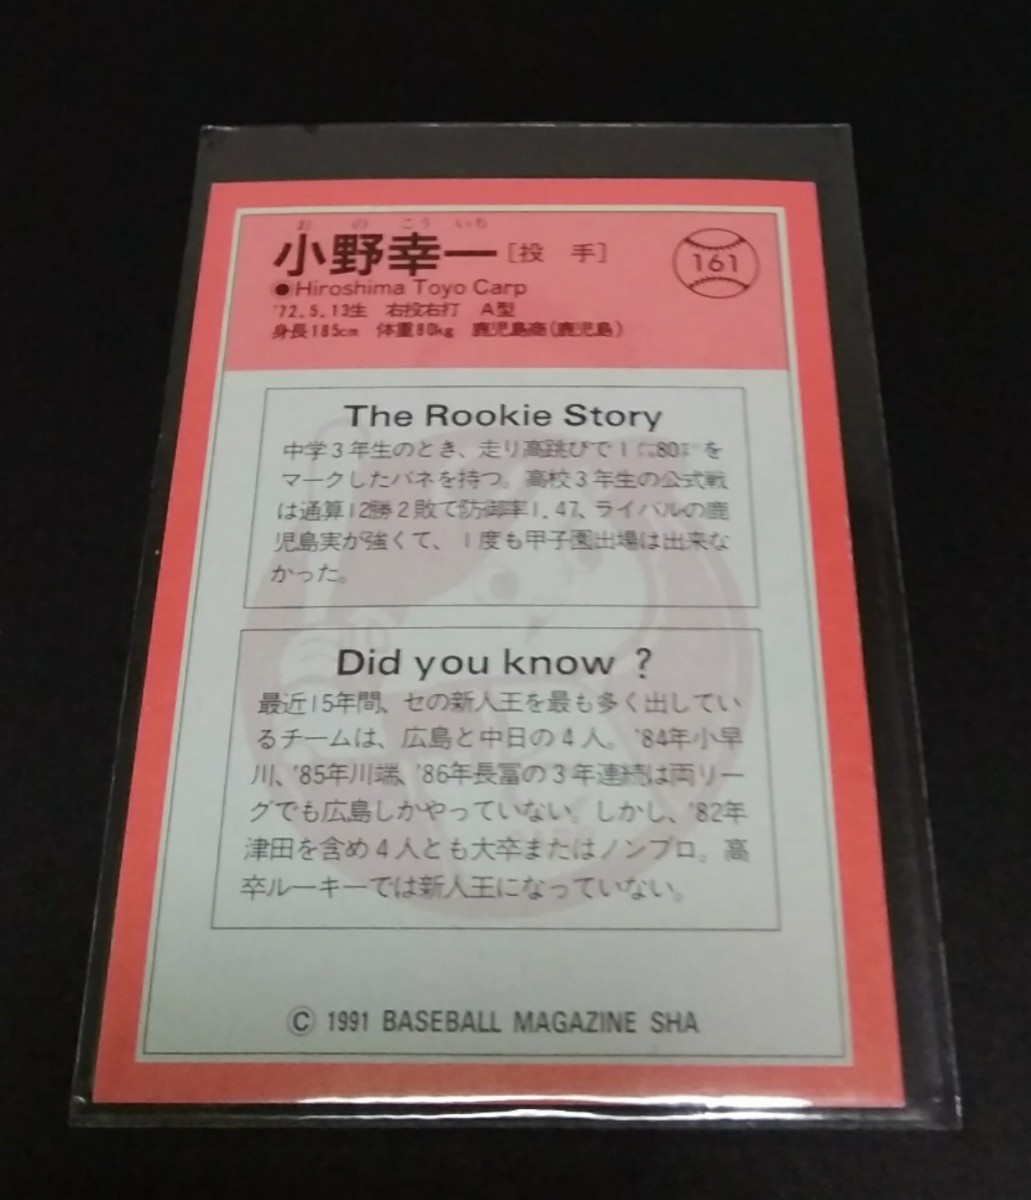 おのこういち
小野幸一[投 手]
161
●Hiroshima Toyo Carp
'72.5.13生 右投右打 A型
身長185cm 体重80kg 鹿児島商(鹿児島)
The Rookie Story
中学3年生のとき、走り高跳びで1㍍80㌢を
マークしたバネを持つ。高校3年生の公式戦
は通算12勝2敗で防御率1.47、ライバルの鹿
児島実が強くて、1度も甲子園出場は出来な
かった。
Did you know ?
最近15年間、セの新人王を最も多く出してい
るチームは、広島と中日の4人。'84年小早
川、'85年川端、'86年長冨の3年連続は両リー
グでも広島しかやっていない。しかし、'82年
津田を含め4人とも大卒またはノンプロ。高
卒ルーキーでは新人王になっていない。
© 1991 BASEBALL MAGAZINE SHA